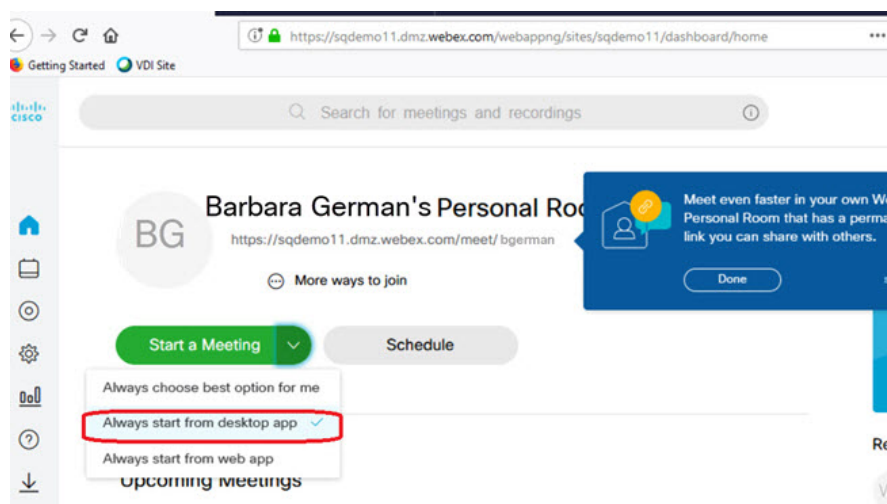 https://sqdemo11.dmz.webex.com/webappng/sites/sqdemo11/dashboard/home
Getting Started VDI Site
CISCO
Search for meetings and recordings
BG
Barbara German's Personal
https://sqdemo11.dmz.webex.com/meet/bgerman
More ways to join
Meet even faster in your own
Personal Room that has a
link you can share with others.
Done
Start a Meeting
Schedule
Always choose best option for me
Always start from desktop app
Always start from web app
Upcoming Meetings